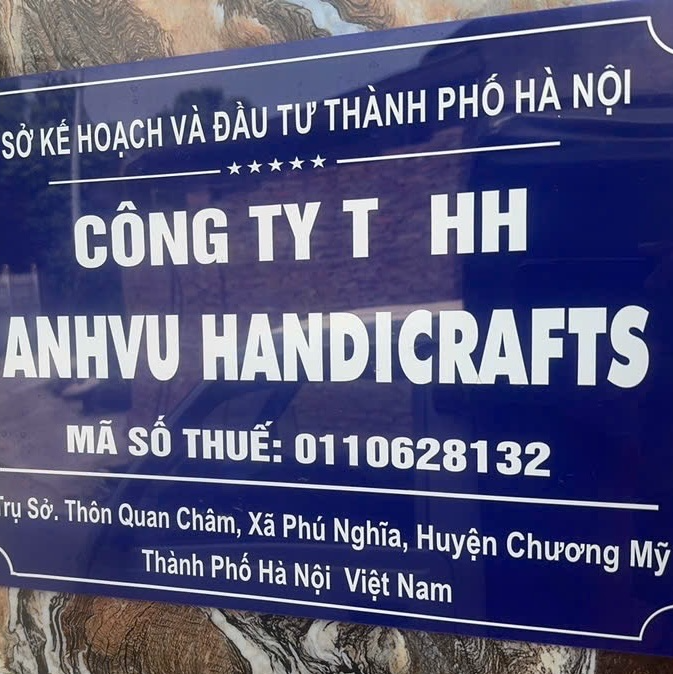 SỞ KẾ HOẠCH VÀ ĐẦU TƯ THÀNH PHỐ HÀ NỘI
CÔNG TY T HH
ANHVU HANDICRAFTS
MÃ SỐ THUẾ: 0110628132
Trụ Sở. Thôn Quan Châm, Xã Phú Nghĩa, Huyện Chương Mỹ
Thành Phố Hà Nội Việt Nam